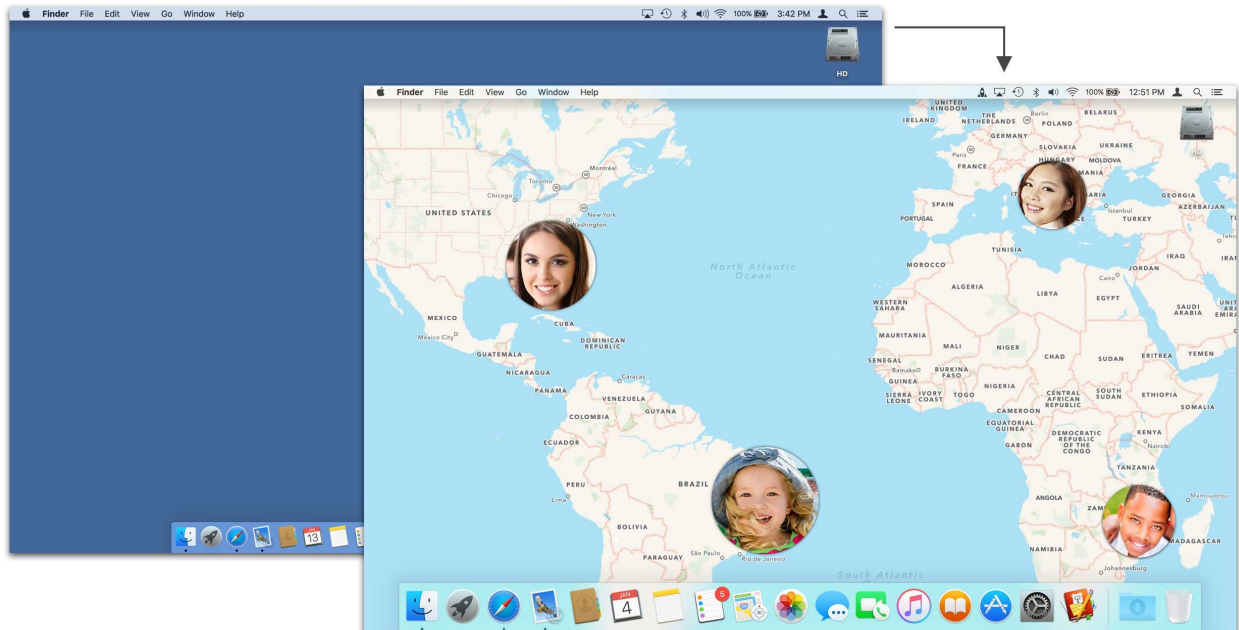 Finder File Edit View Go Window Help
100% 3:42 PM
HD
JAN
13
Finder File Edit View Go Window Help
100% 12:51 PM
UNITED
KINGDOM
IRELAND
THE
NETHERLANDS
Berlin
BELARUS
POLAND
GERMANY
Paris
SLOVAKIA
UKRAINE
FRANCE
HUNGARY
MOLDOVA
HD
Montréal
Toronto
Chicago
UNITED STATES
New York
Washington
SPAIN
PORTUGAL
Istanbul
TURKEY
GEORGIA
AZERBAIJAN
TUNISIA
MOROCCO
North Atlantic
Ocean
IRAQ
JORDAN
Cairo
ALGERIA
LIBYA
EGYPT
WESTERN
SAHARA
SAUDI
ARABIA
MEXICO
Mexico City
CUBA
DOMINICAN
REPUBLIC
MAURITANIA
MALI
NIGER
CHAD
SUDAN
ERITREA
YEMEN
GUATEMALA
NICARAGUA
SENEGAL
Bamako
BURKINA
FASO
GUINEA
Caracas
PANAMA
VENEZUELA
GUYANA
COLOMBIA
SIERRA
LEONE
IVORY
COAST
TOGO
NIGERIA
CENTRAL
AFRICAN
REPUBLIC
SOUTH
SUDAN
ETHIOPIA
SOMALIA
CAMEROON
EQUATORIAL
GUINEA
GABON
DEMOCRATIC
REPUBLIC
OF THE
CONGO
KENYA
Nairobi
ECUADOR
TANZANIA
PERU
Lima
BRAZIL
ANGOLA
Mamoudzou
BOLIVIA
MADAGASCAR
NAMIBIA
PARAGUAY
São Paulo
Rio de Janeiro
Johannesburg
South Atlantic
JAN
4
5